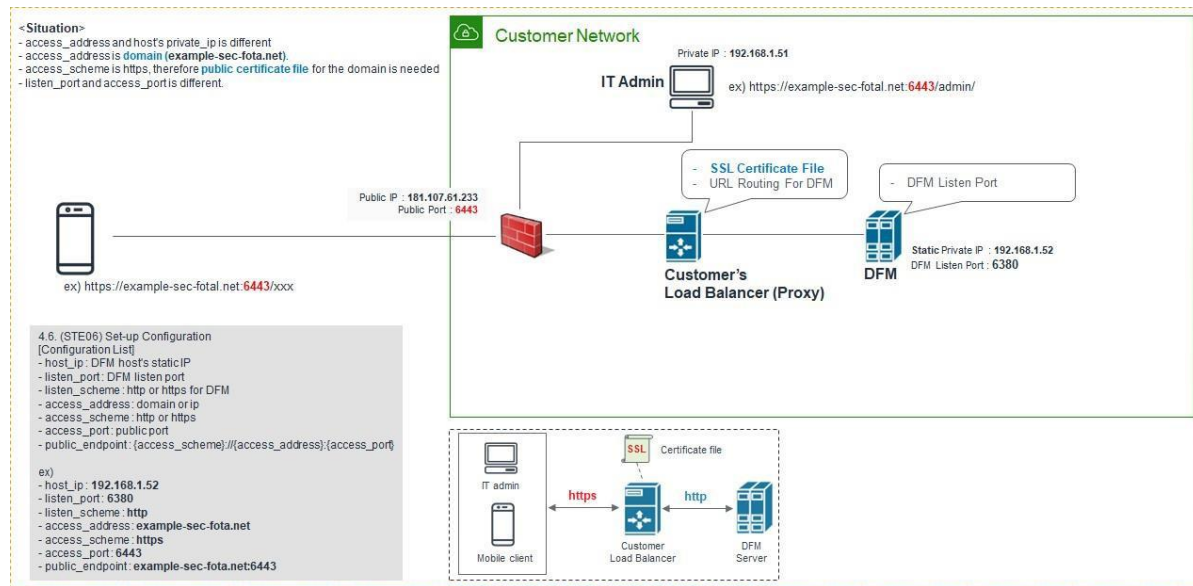 <Situation>
- access_address and host's private_ip is different
- access_address is domain (example-sec-fota.net).
- access_scheme is https, therefore public certificate file for the domain is needed
- listen_port and access_port is different.
Customer Network
Private IP : 192.168.1.51
IT Admin
ex) https://example-sec-fotal.net:6443/admin/
- SSL Certificate File
- URL Routing For DFM
- DFM Listen Port
Public IP : 181.107.61.233
Public Port : 6443
Static Private IP : 192.168.1.52
DFM Listen Port : 6380
Customer's
Load Balancer (Proxy)
DFM
ex) https://example-sec-fotal.net:6443/xxx
4.6. (STE06) Set-up Configuration
[Configuration List]
- host_ip : DFM host's static IP
- listen_port : DFM listen port
- listen_scheme : http or https for DFM
- access_address : domain or ip
- access_scheme : http or https
- access_port : public port
- public_endpoint : {access_scheme}://{access_address}:{access_port}
ex)
- host_ip : 192.168.1.52
- listen_port : 6380
- listen_scheme : http
- access_address : example-sec-fota.net
- access_scheme : https
- access_port : 6443
- public_endpoint : example-sec-fota.net:6443
SSL
Certificate file
IT admin
https
http
Mobile client
Customer
Load Balancer
DFM
Server